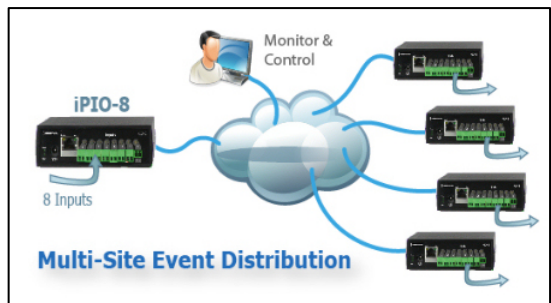 Monitor &
Control
iPIO-8
8 Inputs
Multi-Site Event Distribution